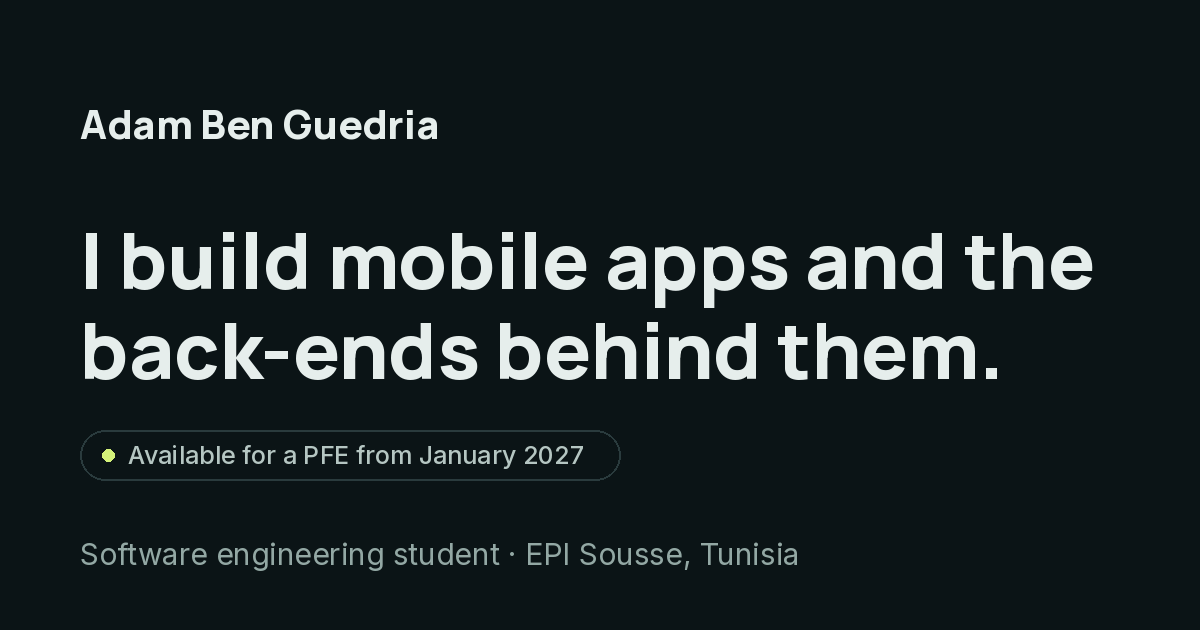 Adam Ben Guedria
I build mobile apps and the
back-ends behind them.
Available for a PFE from January 2027
Software engineering student · EPI Sousse, Tunisia